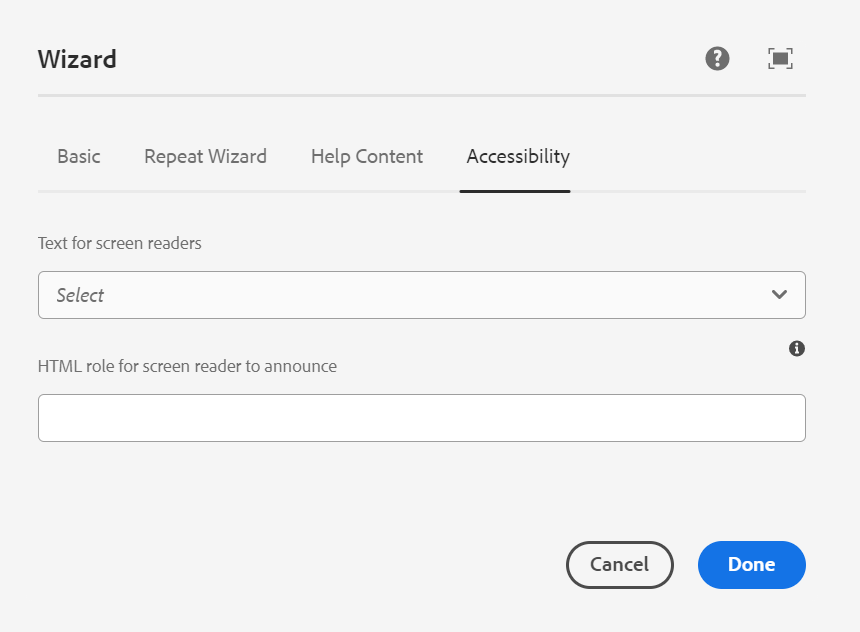 Wizard
Basic Repeat Wizard Help Content Accessibility
Text for screen readers
Select
HTML role for screen reader to announce
Cancel Done